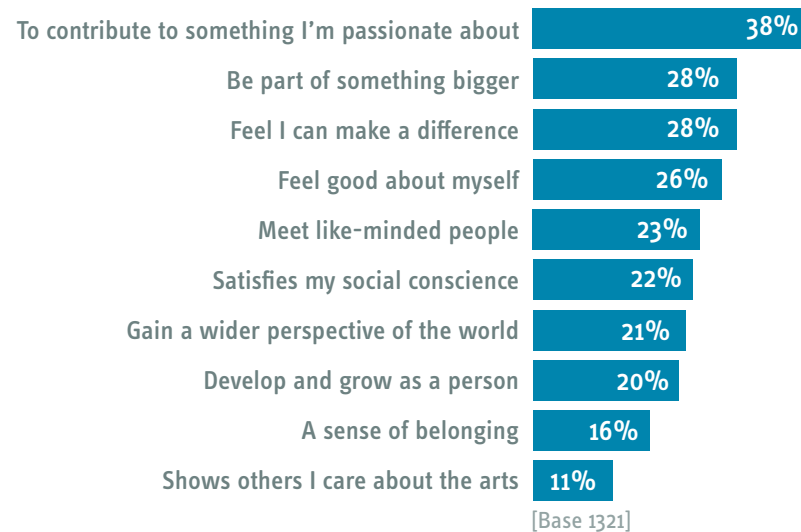 To contribute to something I'm passionate about 38%
Be part of something bigger 28%
Feel I can make a difference 28%
Feel good about myself 26%
Meet like-minded people 23%
Satisfies my social conscience 22%
Gain a wider perspective of the world 21%
Develop and grow as a person 20%
A sense of belonging 16%
Shows others I care about the arts 11%
[Base 1321]